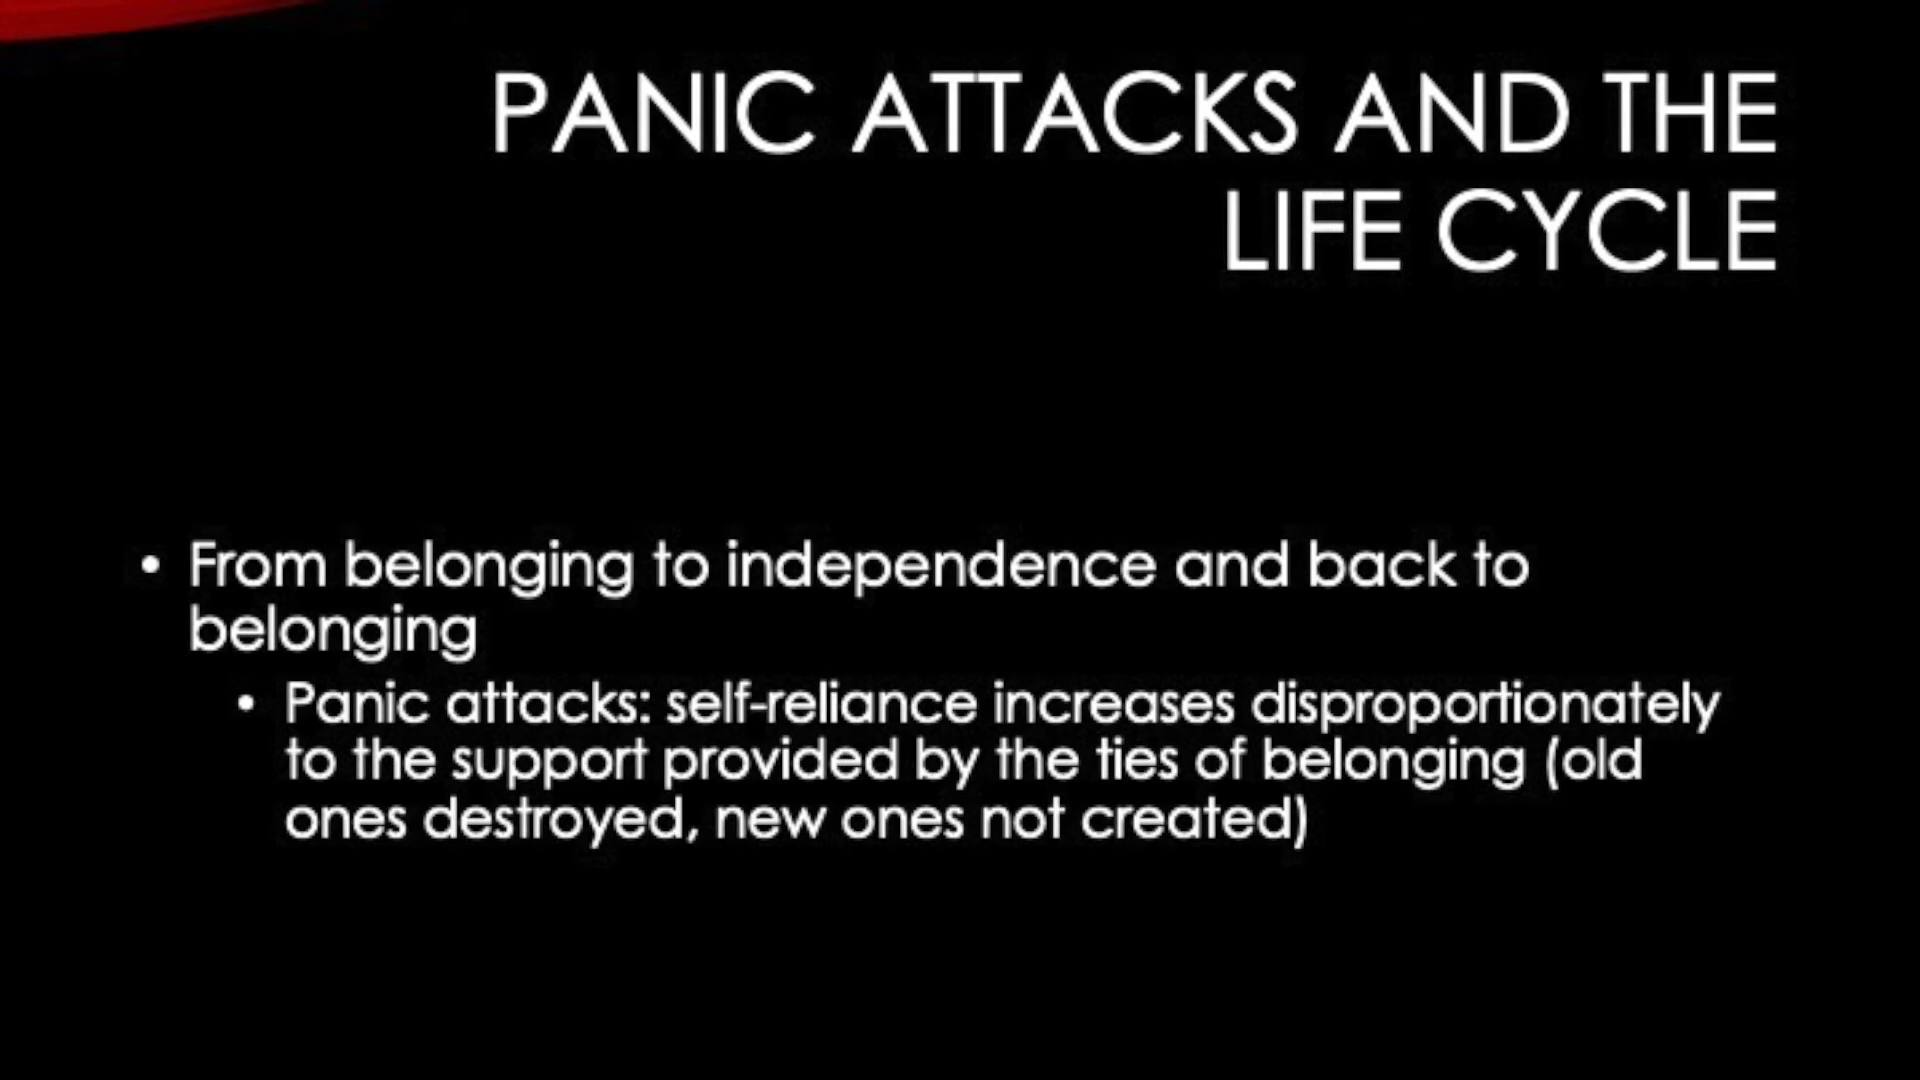 PANIC ATTACKS AND THE
LIFE CYCLE
• From belonging to independence and back to
belonging
• Panic attacks: self-reliance increases disproportionately
to the support provided by the ties of belonging (old
ones destroyed, new ones not created)